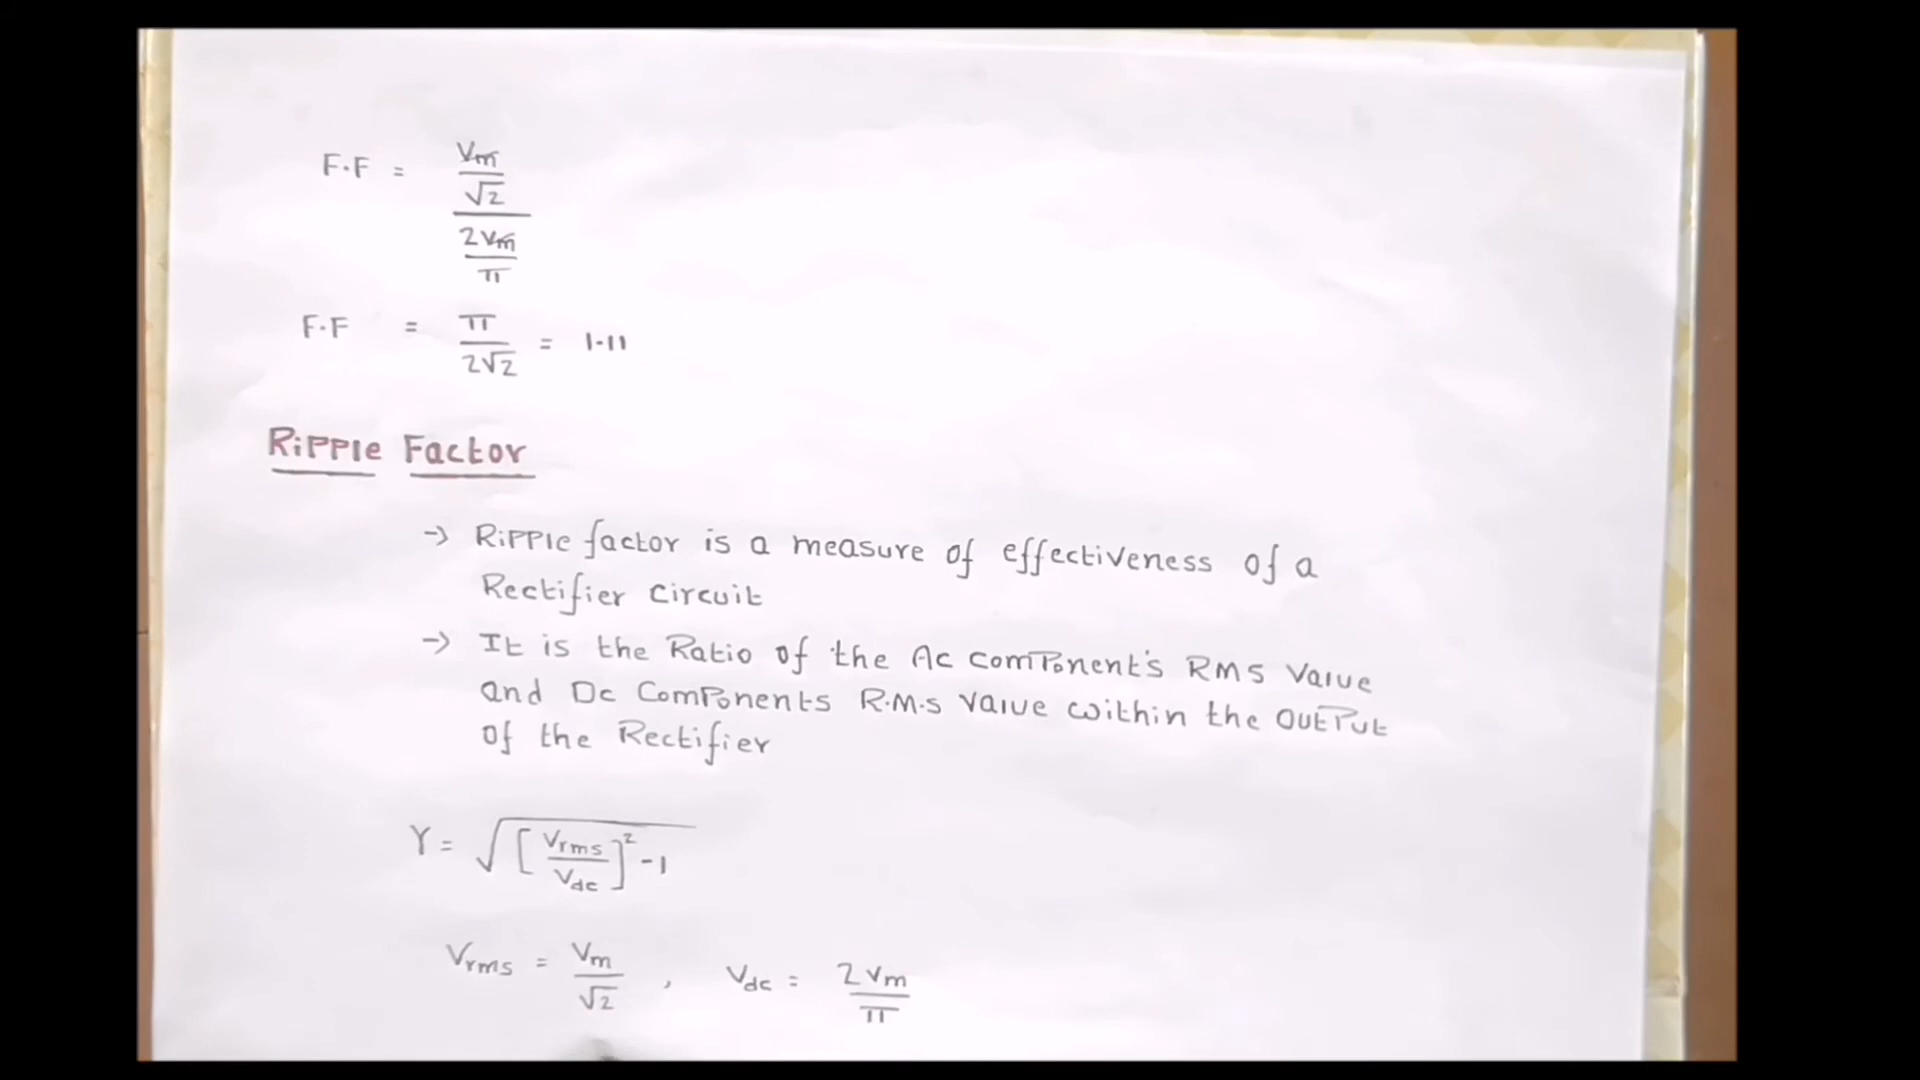 F.F = Vm/√2 / 2Vm/π
F.F = π/2√2 = 1.11
Ripple Factor
→ Ripple factor is a measure of effectiveness of a
Rectifier circuit
→ It is the Ratio of the Ac component's RMS Value
and Dc Components R.M.S Value within the output
of the Rectifier
γ = √[Vrms/Vdc]² - 1
Vrms = Vm/√2 , Vdc = 2Vm/π